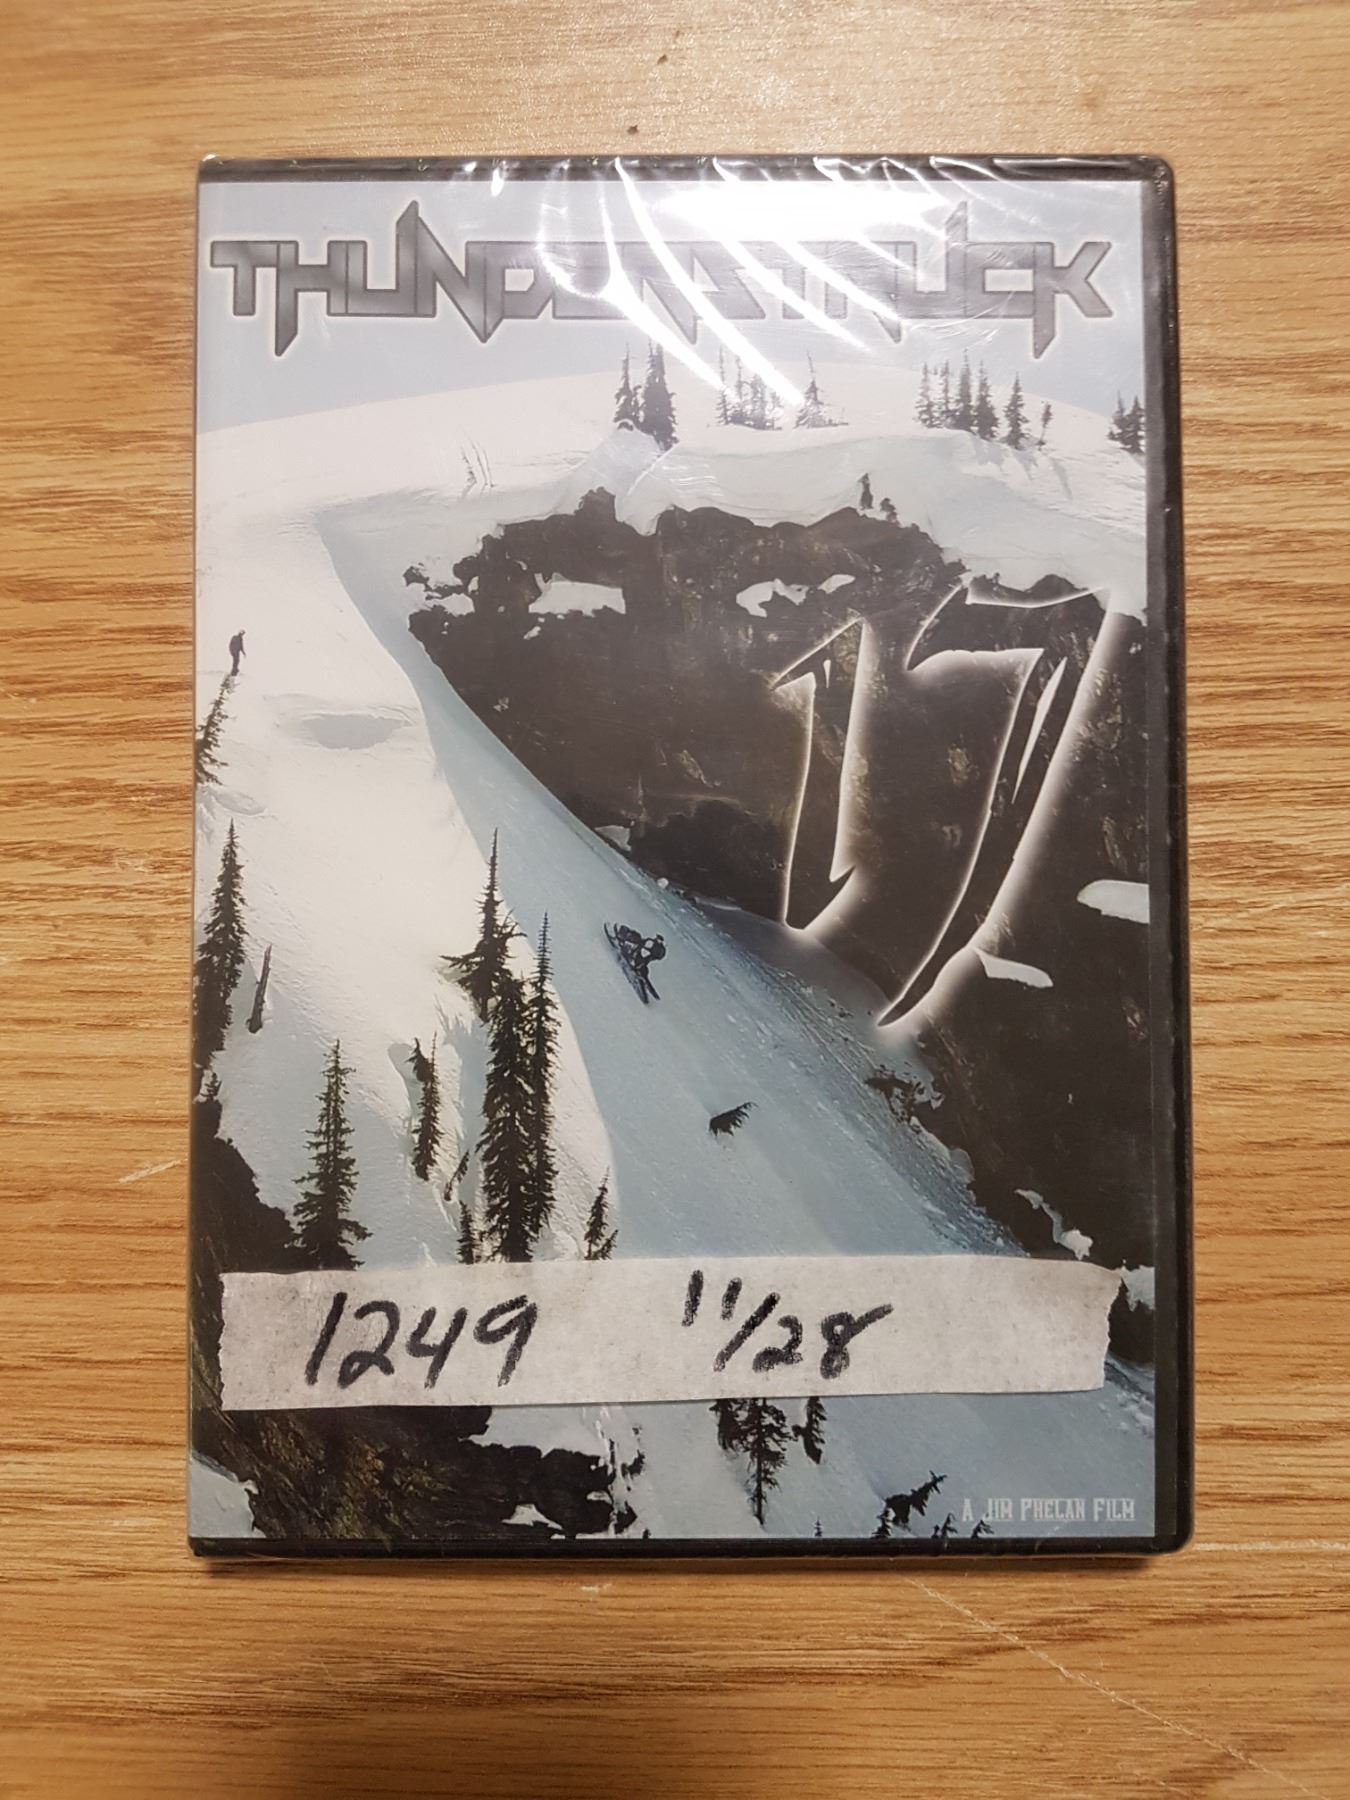 THUNDERSTRUCK
17
1249 11/28
A JIM PHELAN FILM